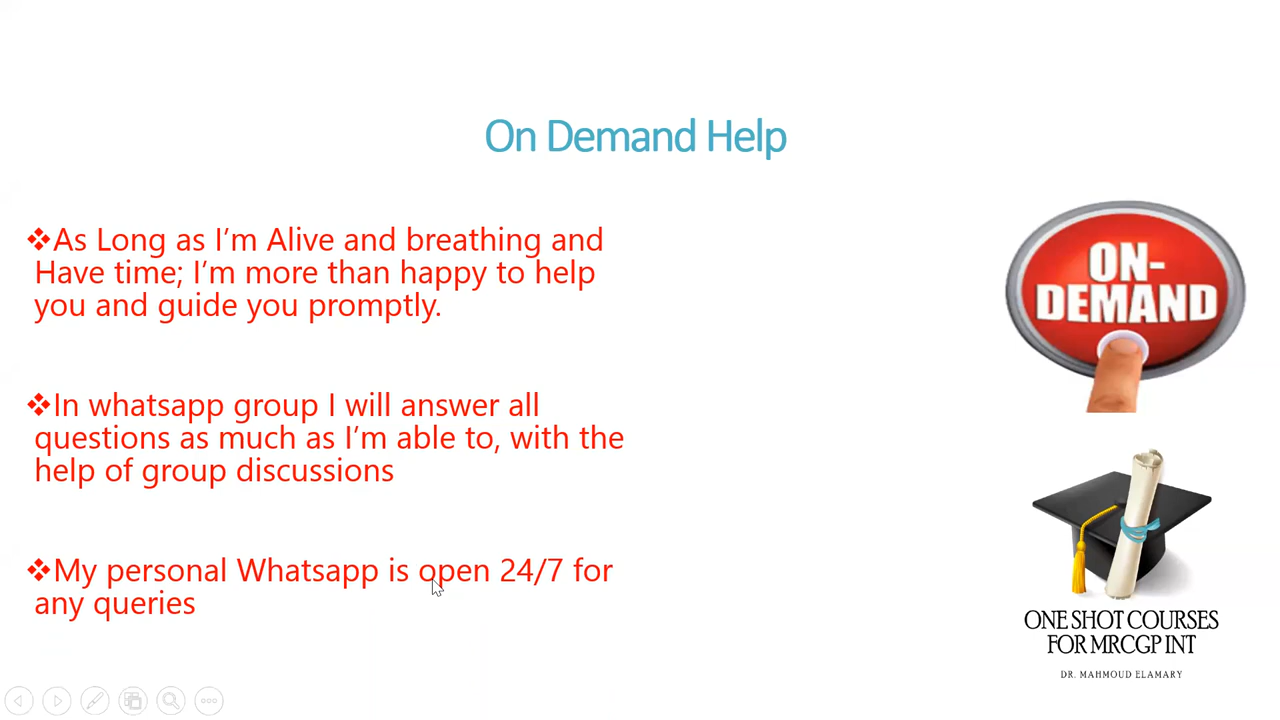 On Demand Help
❖As Long as I'm Alive and breathing and
Have time; I'm more than happy to help
you and guide you promptly.
❖In whatsapp group I will answer all
questions as much as I'm able to, with the
help of group discussions
❖My personal Whatsapp is open 24/7 for
any queries
ON-
DEMAND
ONE SHOT COURSES
FOR MRCGP INT
DR. MAHMOUD ELAMARY